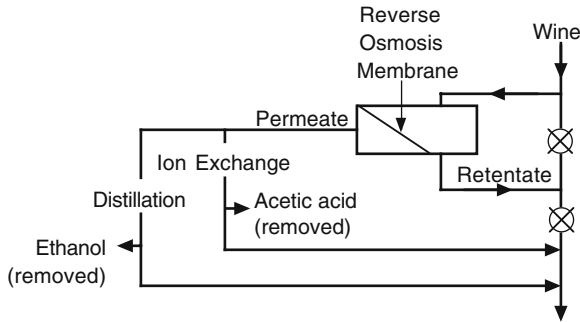 Reverse
Osmosis
Membrane
Wine
Permeate
Ion Exchange
Retentate
Distillation
Acetic acid
(removed)
Ethanol
(removed)